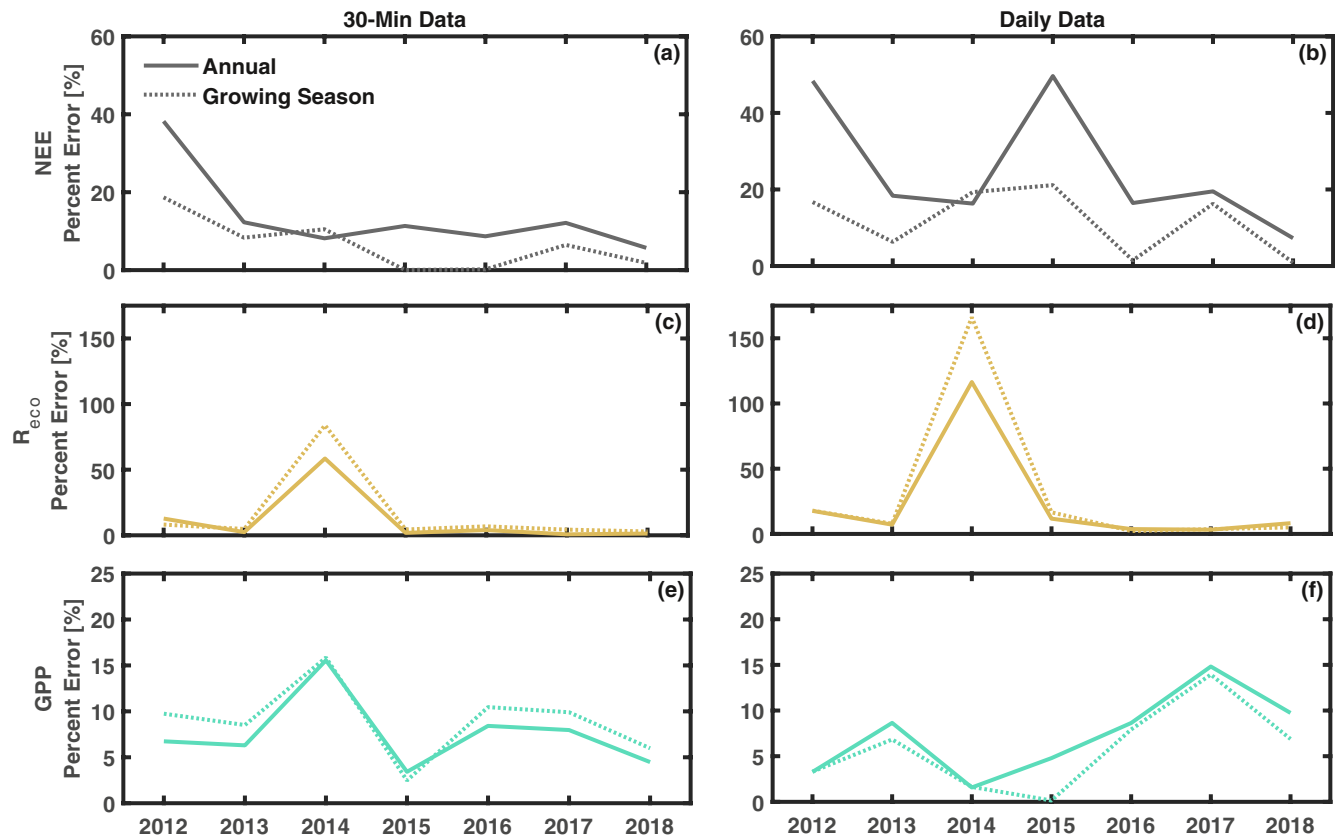 30-Min Data
Daily Data
NEE
Percent Error [%]
60
40
20
0
(a)
Annual
Growing Season
60
40
20
0
(b)
R_eco
Percent Error [%]
150
100
50
0
(c)
150
100
50
0
(d)
GPP
Percent Error [%]
25
20
15
10
5
0
(e)
2012 2013 2014 2015 2016 2017 2018
25
20
15
10
5
0
(f)
2012 2013 2014 2015 2016 2017 2018